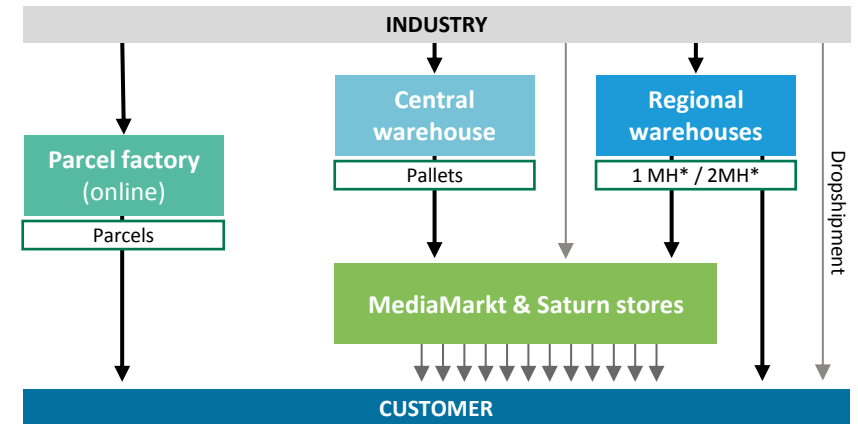 INDUSTRY
Central
warehouse
Regional
warehouses
Parcel factory
(online)
Pallets
1 MH* / 2MH*
Dropshipment
Parcels
MediaMarkt & Saturn stores
CUSTOMER